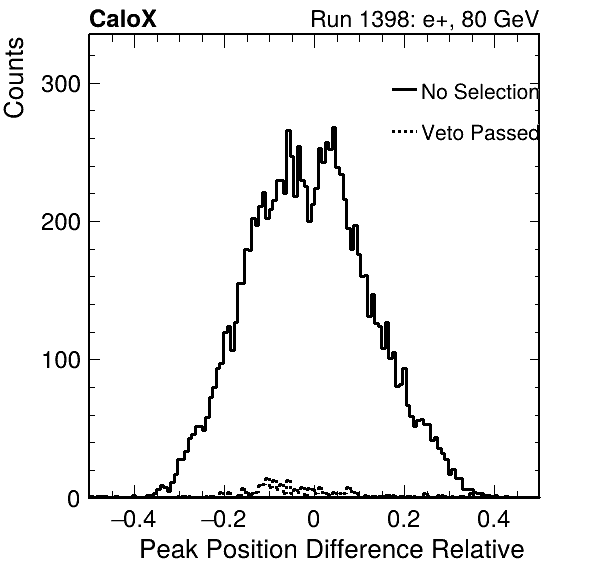 CaloX Run 1398: e+, 80 GeV
Counts
300
No Selection
Veto Passed
200
100
0
−0.4 −0.2 0 0.2 0.4
Peak Position Difference Relative